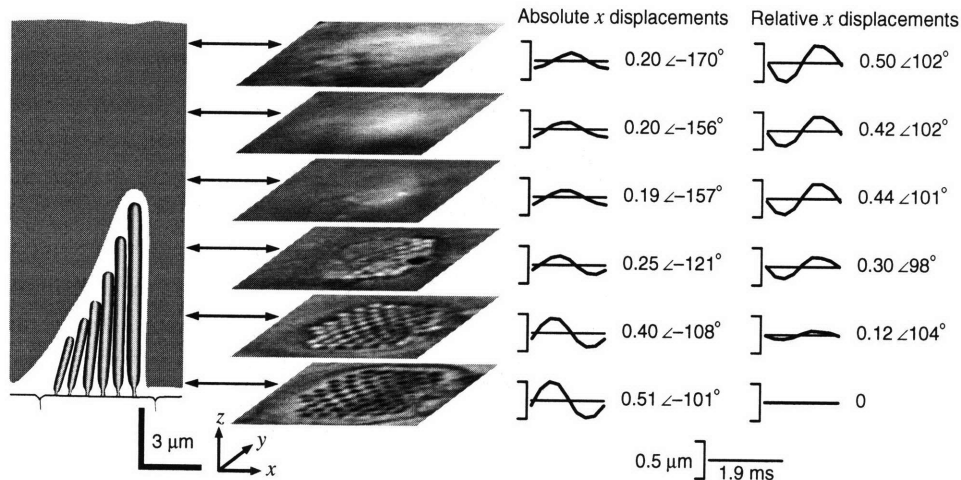 Absolute x displacements Relative x displacements
0.20 ∠–170° 0.50 ∠102°
0.20 ∠–156° 0.42 ∠102°
0.19 ∠–157° 0.44 ∠101°
0.25 ∠–121° 0.30 ∠98°
0.40 ∠–108° 0.12 ∠104°
0.51 ∠–101° 0
3 μm
z
y
x
0.5 μm
1.9 ms